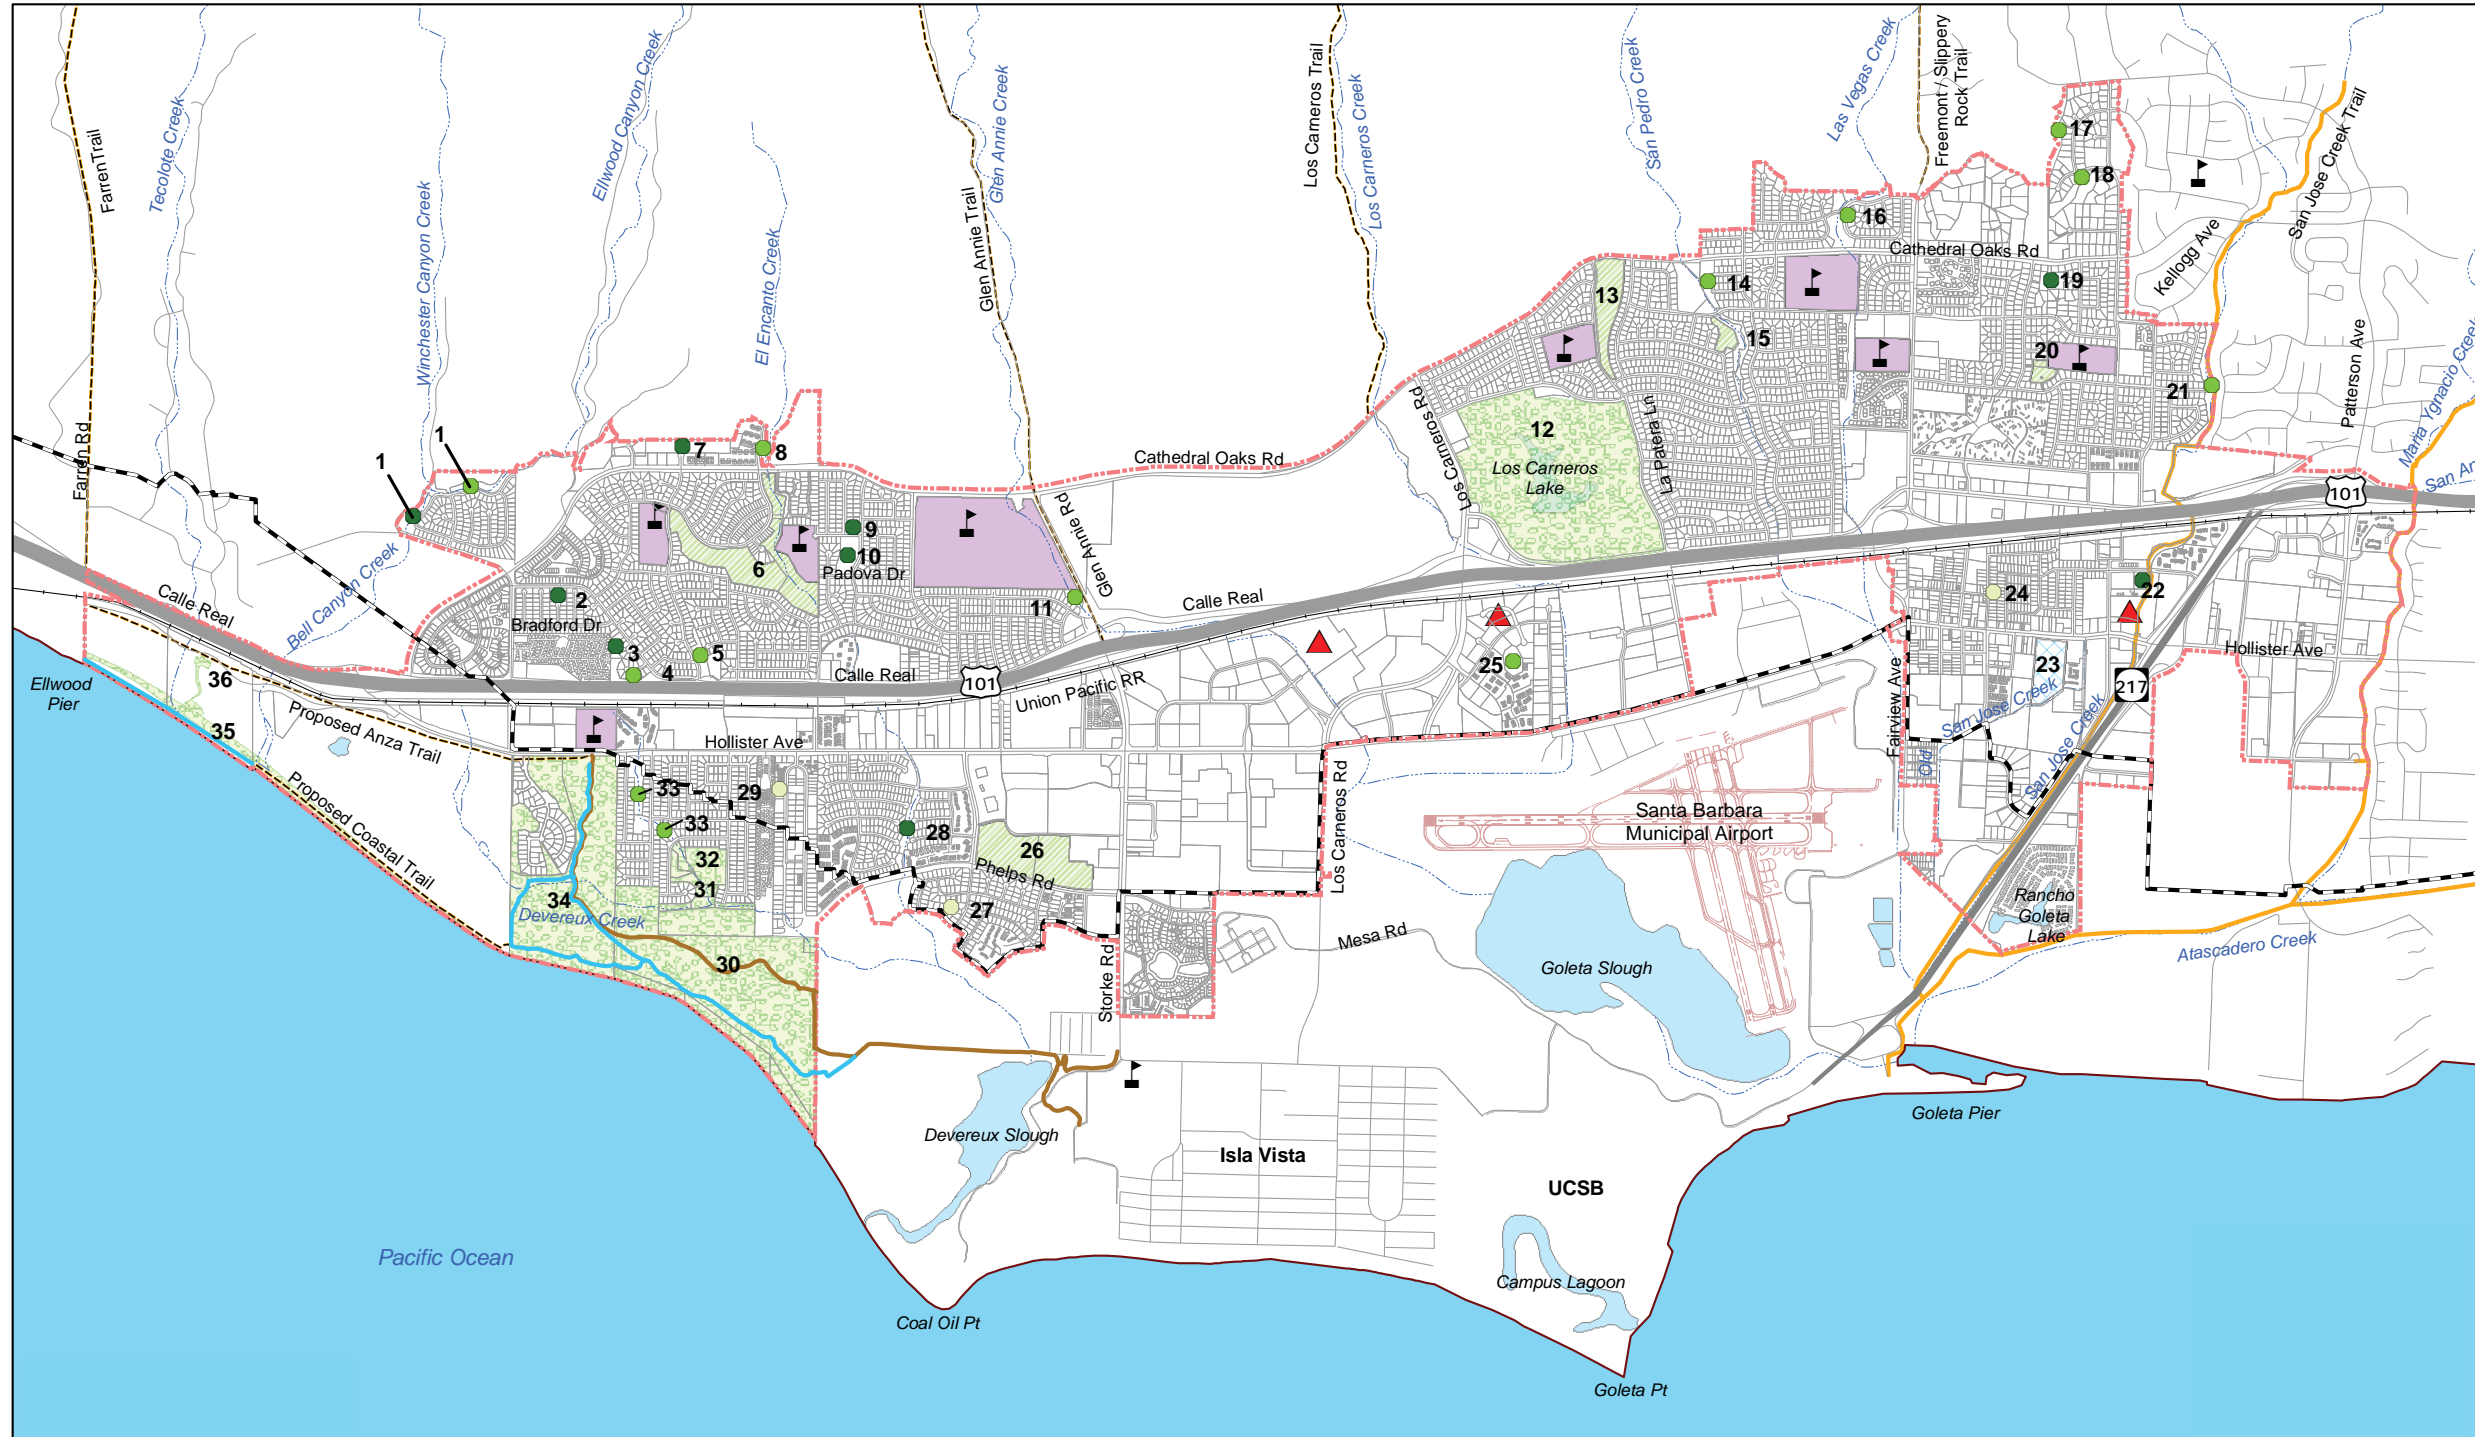 Farren Trail
Tecolote Creek
Winchester Canyon Creek
Ellwood Canyon Creek
El Encanto Creek
Glen Annie Trail
Glen Annie Creek
Los Carneros Trail
Los Carneros Creek
San Pedro Creek
Las Vegas Creek
Freemont / Slippery
Rock Trail
San Jose Creek Trail
Kellogg Ave
Patterson Ave
Maria Ygnacio Creek
San An
17
18
16
Cathedral Oaks Rd
14
19
13
15
20
21
12
Los Carneros
Lake
La Patera Ln
Los Carneros Rd
Cathedral Oaks Rd
Farren Rd
1
1
7
8
9
10
Padova Dr
6
Glen Annie Rd
11
Calle Real
101
2
Bradford Dr
3
4
5
Calle Real
101
Union Pacific RR
Calle Real
Bell Canyon Creek
Ellwood
Pier
36
35
Proposed Anza Trail
Proposed Coastal Trail
Hollister Ave
33
33
29
28
32
31
26
Phelps Rd
27
34
Devereux Creek
30
Storke Rd
Los Carneros Rd
Mesa Rd
25
24
22
23
Hollister Ave
217
Fairview Ave
Old
San Jose Creek
San Jose Creek
Santa Barbara
Municipal Airport
Goleta Slough
Rancho
Goleta
Lake
Atascadero Creek
Goleta Pier
Devereux Slough
Isla Vista
UCSB
Campus Lagoon
Pacific Ocean
Coal Oil Pt
Goleta Pt